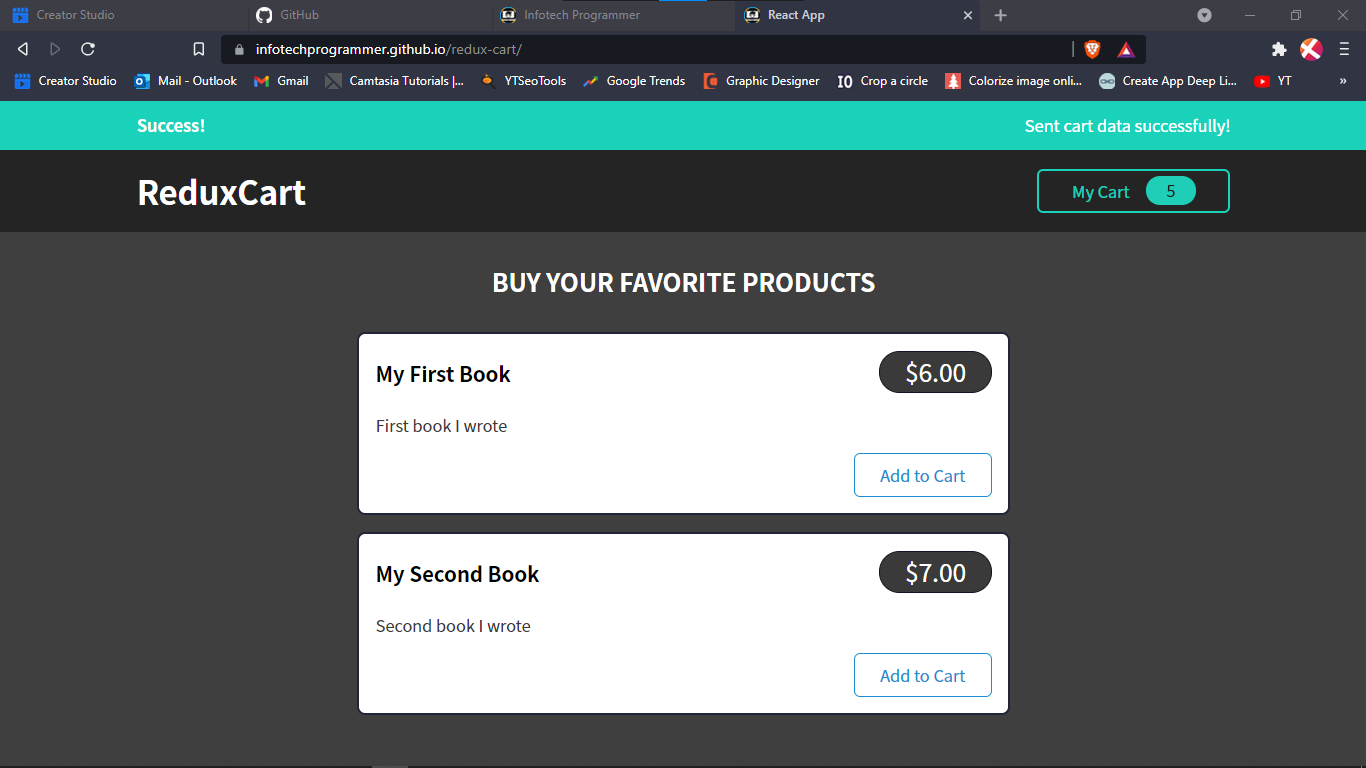 Creator Studio GitHub Infotech Programmer React App
infotechprogrammer.github.io/redux-cart/
Creator Studio Mail - Outlook Gmail Camtasia Tutorials |... YTSeoTools Google Trends Graphic Designer Crop a circle Colorize image onli... Create App Deep Li... YT »
Success! Sent cart data successfully!
ReduxCart My Cart 5
BUY YOUR FAVORITE PRODUCTS
My First Book $6.00
First book I wrote
Add to Cart
My Second Book $7.00
Second book I wrote
Add to Cart